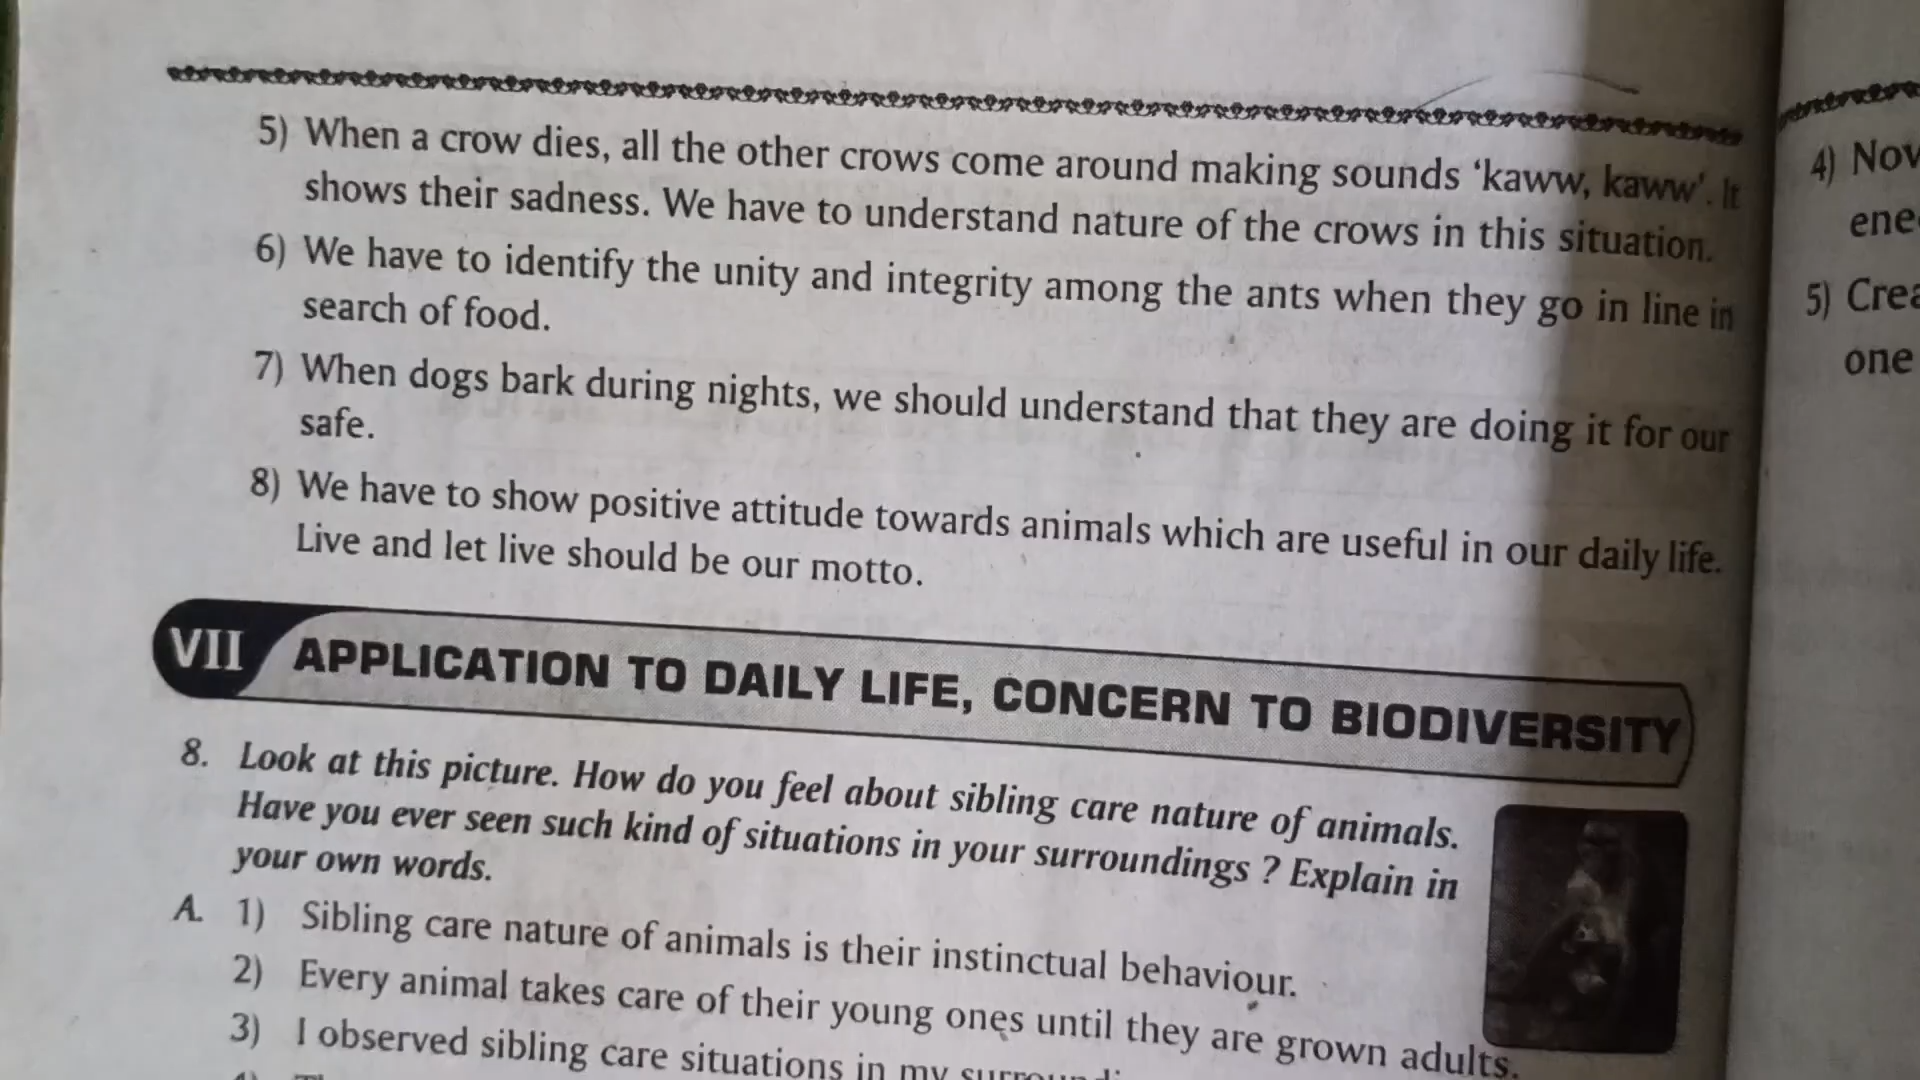 5) When a crow dies, all the other crows come around making sounds ‘kaww, kaww’. It
shows their sadness. We have to understand nature of the crows in this situation.
6) We have to identify the unity and integrity among the ants when they go in line in
search of food.
7) When dogs bark during nights, we should understand that they are doing it for our
safe.
8) We have to show positive attitude towards animals which are useful in our daily life.
Live and let live should be our motto.
VII APPLICATION TO DAILY LIFE, CONCERN TO BIODIVERSITY
8. Look at this picture. How do you feel about sibling care nature of animals.
Have you ever seen such kind of situations in your surroundings ? Explain in
your own words.
A. 1) Sibling care nature of animals is their instinctual behaviour.
2) Every animal takes care of their young ones until they are grown adults.
3) I observed sibling care situations in my
4)
5)
one